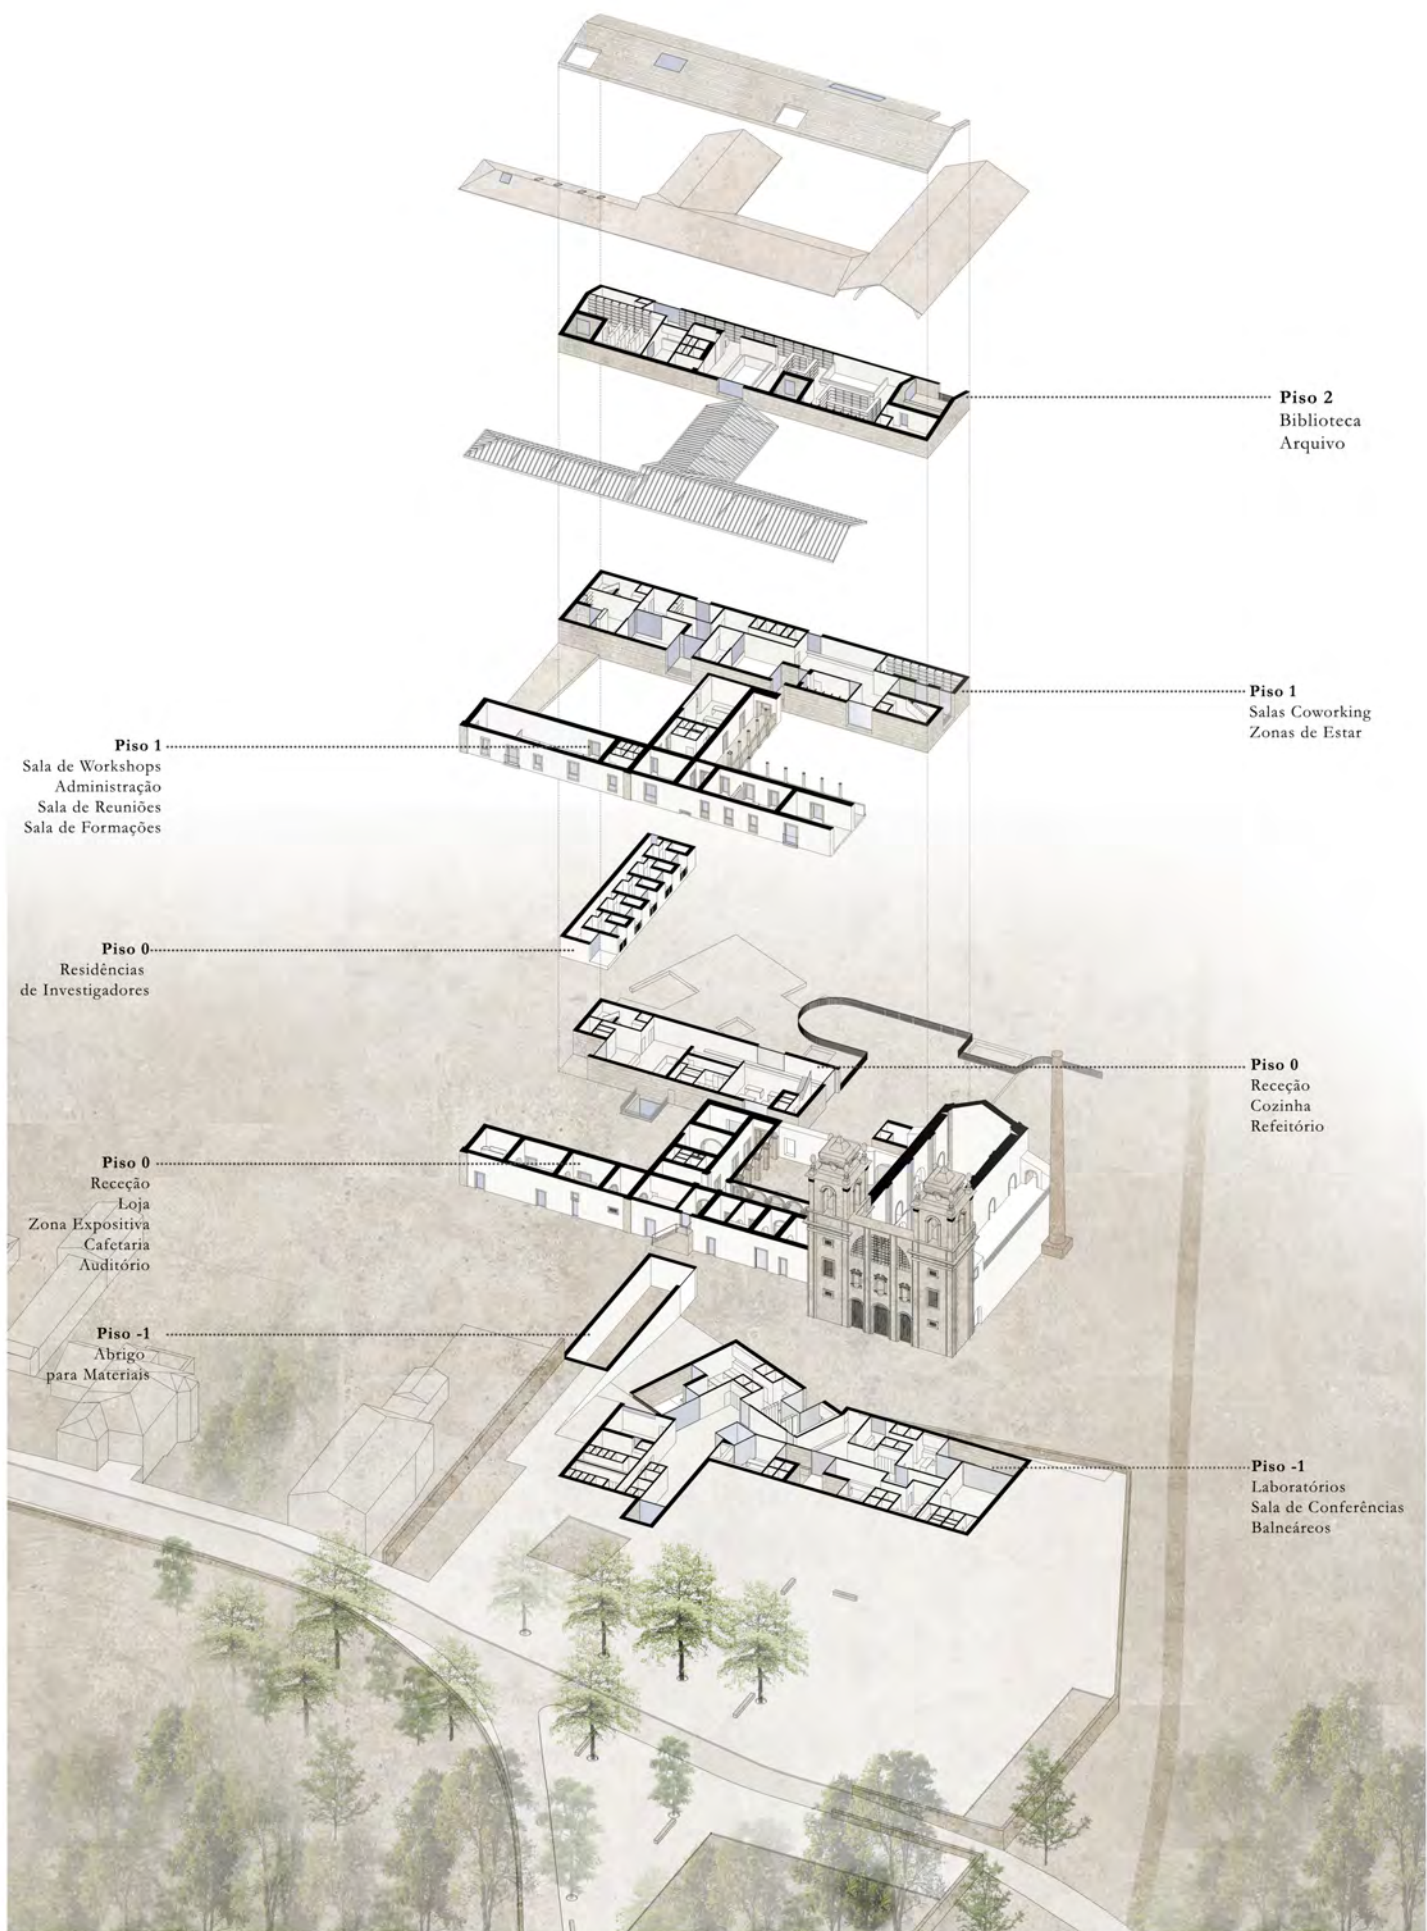 Piso 2
Biblioteca
Arquivo
Piso 1
Salas Coworking
Zonas de Estar
Piso 1
Sala de Workshops
Administração
Sala de Reuniões
Sala de Formações
Piso 0
Residências
de Investigadores
Piso 0
Receção
Cozinha
Refeitório
Piso 0
Receção
Loja
Zona Expositiva
Cafetaria
Auditório
Piso -1
Abrigo
para Materiais
Piso -1
Laboratórios
Sala de Conferências
Balneáreos